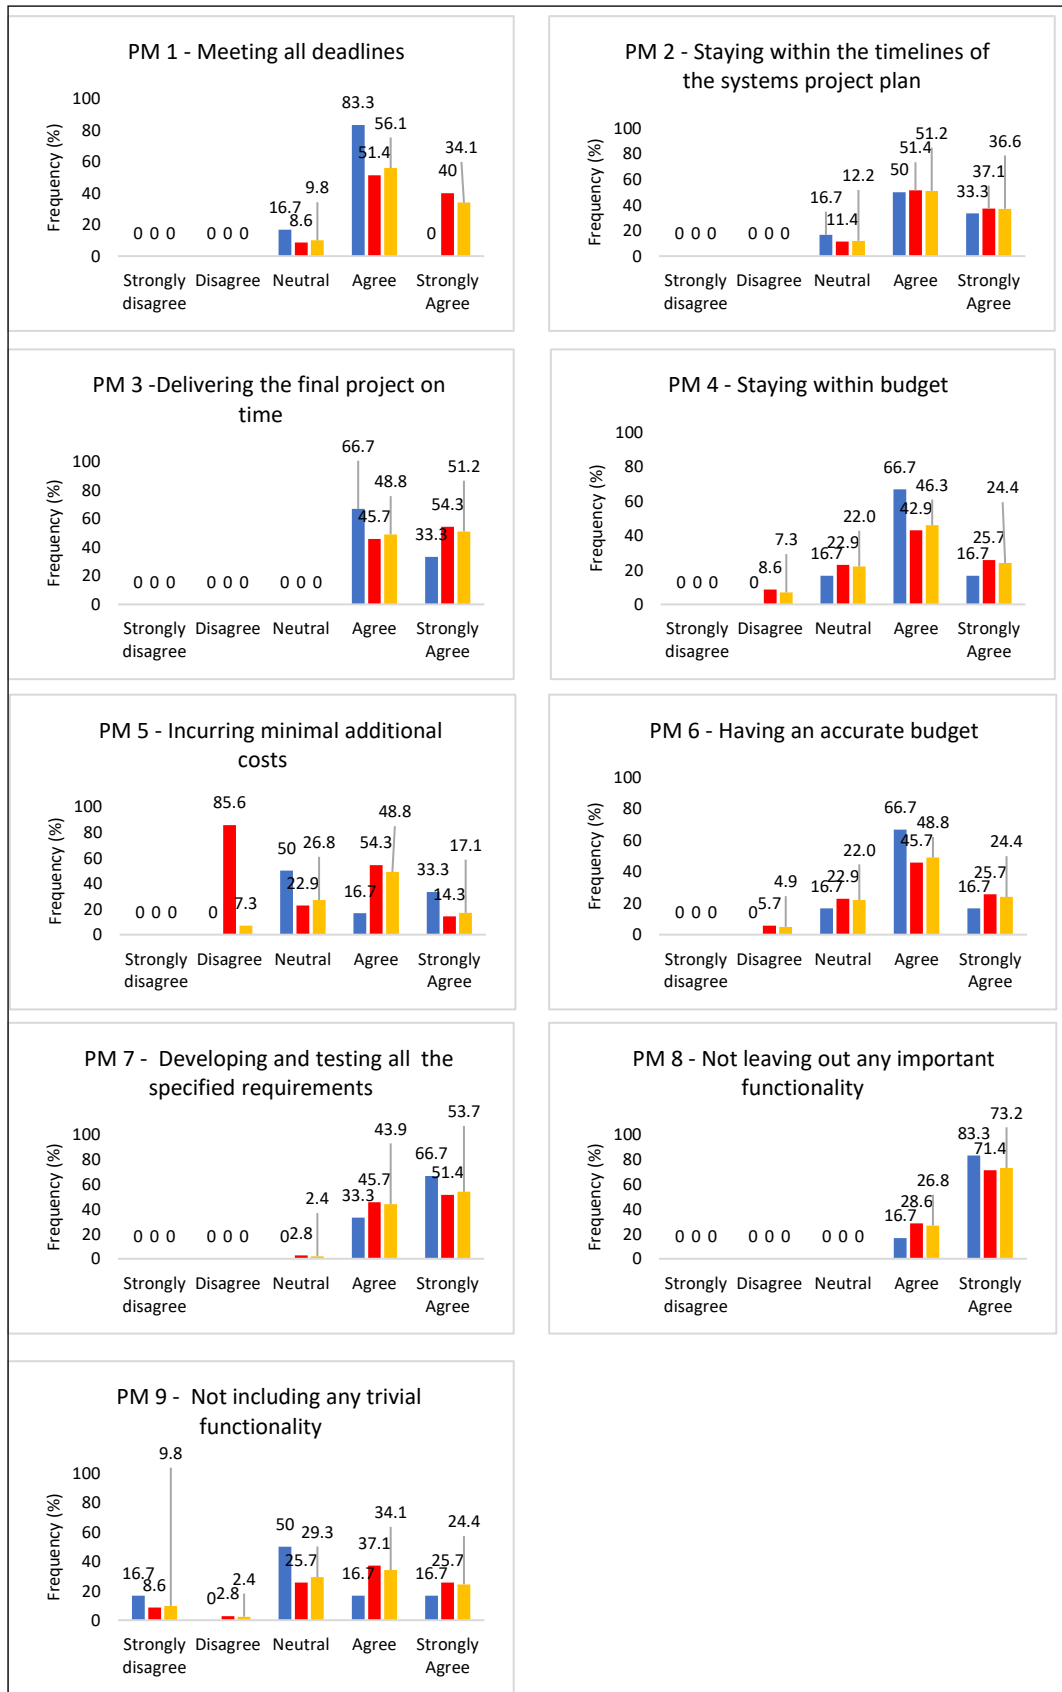 PM 1 - Meeting all deadlines
Frequency (%)
100
80
60
40
20
0
0 0 0
0 0 0
16.7
8.6
9.8
83.3
51.4
56.1
0
40
34.1
Strongly disagree
Disagree
Neutral
Agree
Strongly Agree
PM 2 - Staying within the timelines of
the systems project plan
Frequency (%)
100
80
60
40
20
0
0 0 0
0 0 0
16.7
11.4
12.2
50
51.4
51.2
33.3
37.1
36.6
Strongly disagree
Disagree
Neutral
Agree
Strongly Agree
PM 3 -Delivering the final project on
time
Frequency (%)
100
80
60
40
20
0
0 0 0
0 0 0
0 0 0
66.7
45.7
48.8
33.3
54.3
51.2
Strongly disagree
Disagree
Neutral
Agree
Strongly Agree
PM 4 - Staying within budget
Frequency (%)
100
80
60
40
20
0
0 0 0
0
8.6
7.3
16.7
22.9
22.0
66.7
42.9
46.3
16.7
25.7
24.4
Strongly disagree
Disagree
Neutral
Agree
Strongly Agree
PM 5 - Incurring minimal additional
costs
Frequency (%)
100
80
60
40
20
0
0 0 0
0
85.6
7.3
50
22.9
26.8
16.7
54.3
48.8
33.3
14.3
17.1
Strongly disagree
Disagree
Neutral
Agree
Strongly Agree
PM 6 - Having an accurate budget
Frequency (%)
100
80
60
40
20
0
0 0 0
0
5.7
4.9
16.7
22.9
22.0
66.7
45.7
48.8
16.7
25.7
24.4
Strongly disagree
Disagree
Neutral
Agree
Strongly Agree
PM 7 - Developing and testing all the
specified requirements
Frequency (%)
100
80
60
40
20
0
0 0 0
0 0 0
0
2.8
2.4
33.3
45.7
43.9
66.7
51.4
53.7
Strongly disagree
Disagree
Neutral
Agree
Strongly Agree
PM 8 - Not leaving out any important
functionality
Frequency (%)
100
80
60
40
20
0
0 0 0
0 0 0
0 0 0
16.7
28.6
26.8
83.3
71.4
73.2
Strongly disagree
Disagree
Neutral
Agree
Strongly Agree
PM 9 - Not including any trivial
functionality
Frequency (%)
100
80
60
40
20
0
16.7
8.6
9.8
0
2.8
2.4
50
25.7
29.3
16.7
37.1
34.1
16.7
25.7
24.4
Strongly disagree
Disagree
Neutral
Agree
Strongly Agree